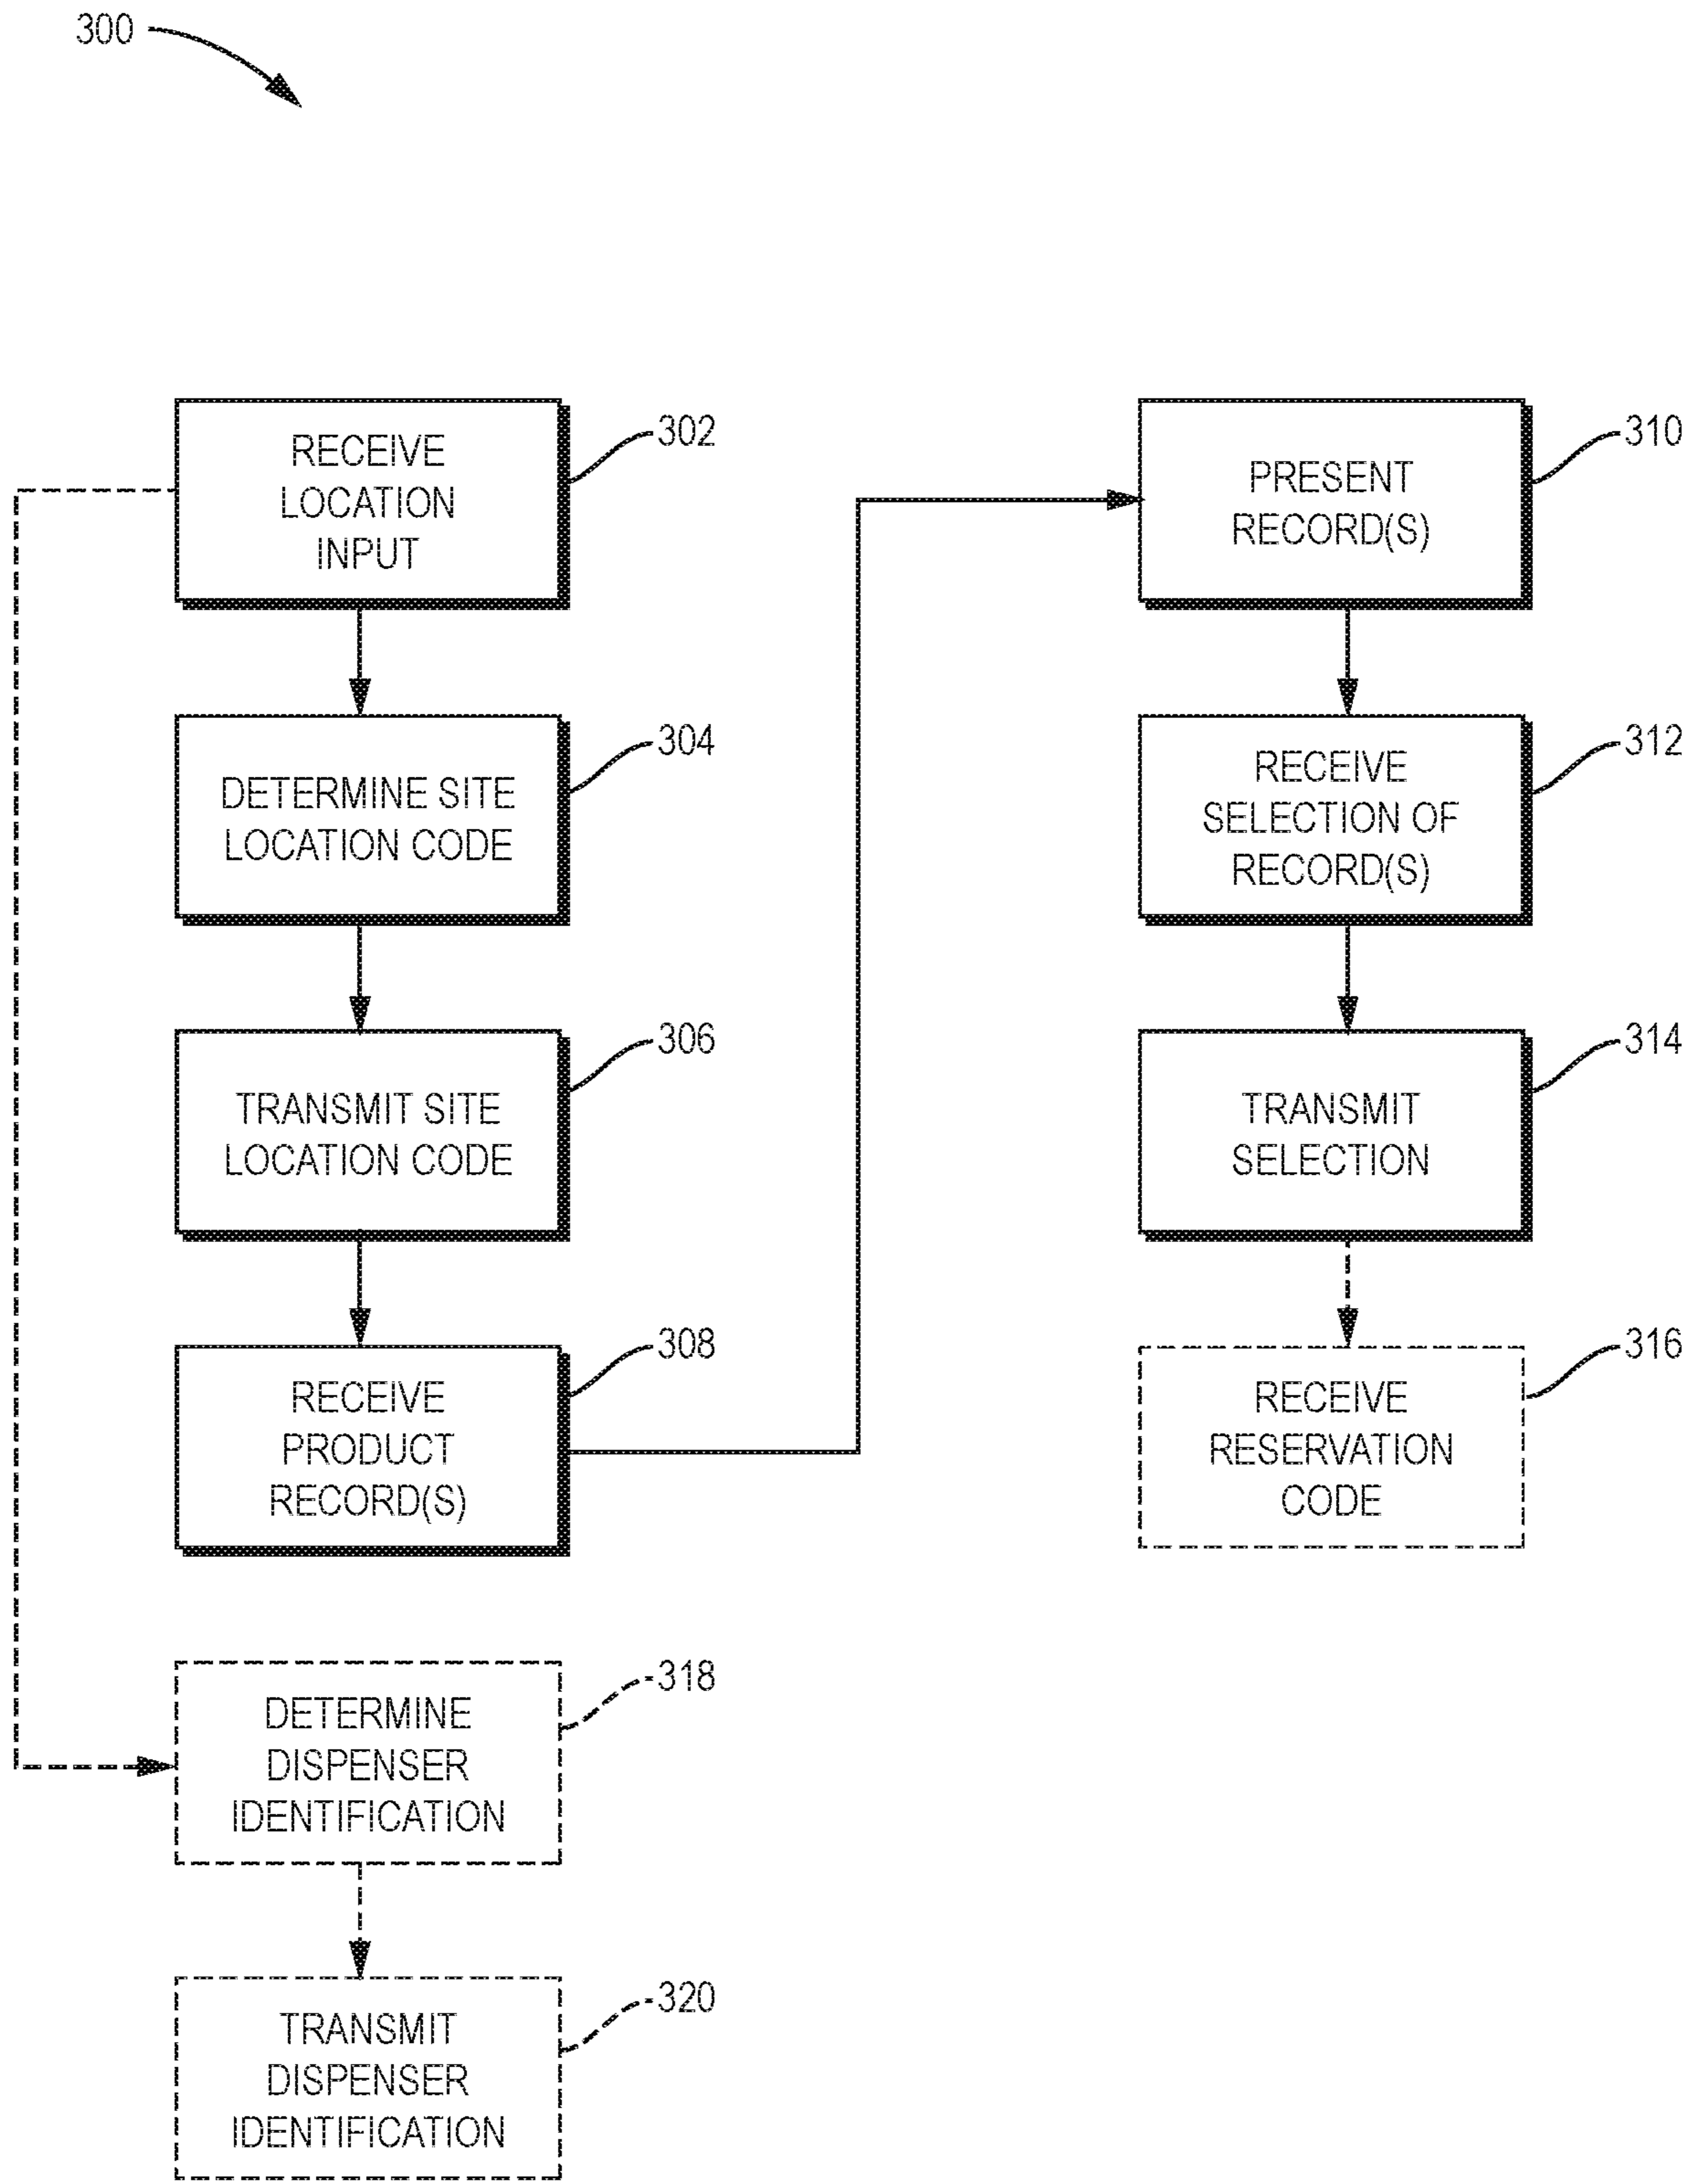 300
RECEIVE
LOCATION
INPUT
302
DETERMINE SITE
LOCATION CODE
304
TRANSMIT SITE
LOCATION CODE
306
RECEIVE
PRODUCT
RECORD(S)
308
PRESENT
RECORD(S)
310
RECEIVE
SELECTION OF
RECORD(S)
312
TRANSMIT
SELECTION
314
RECEIVE
RESERVATION
CODE
316
DETERMINE
DISPENSER
IDENTIFICATION
318
TRANSMIT
DISPENSER
IDENTIFICATION
320